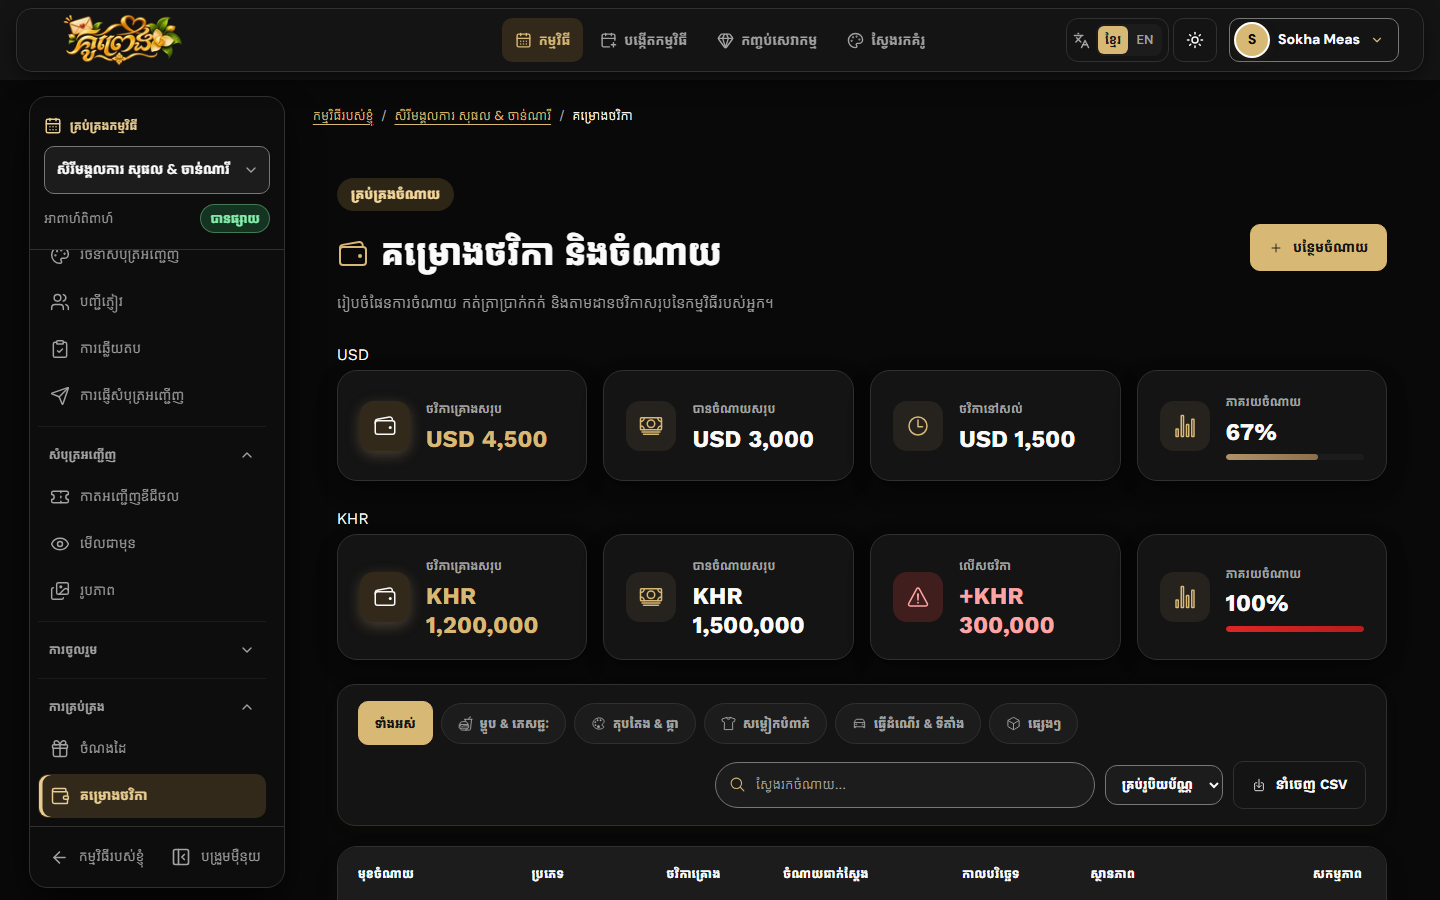 គូព្រេង
កម្មវិធី
បង្កើតកម្មវិធី
កញ្ចប់សេវាកម្ម
ស្វែងរកគំរូ
ខ្មែរ
EN
S
Sokha Meas
គ្រប់គ្រងកម្មវិធី
សិរីមង្គលការ សុផល & ចាន់ណារី
អាពាហ៍ពិពាហ៍
បានផ្សាយ
រចនាសំបុត្រអញ្ជើញ
បញ្ជីភ្ញៀវ
ការឆ្លើយតប
ការផ្ញើសំបុត្រអញ្ជើញ
សំបុត្រអញ្ជើញ
កាតអញ្ជើញឌីជីថល
មើលជាមុន
រូបភាព
ការចូលរួម
ការគ្រប់គ្រង
ចំណងដៃ
គម្រោងថវិកា
កម្មវិធីរបស់ខ្ញុំ
បង្រួមម៉ឺនុយ
កម្មវិធីរបស់ខ្ញុំ / សិរីមង្គលការ សុផល & ចាន់ណារី / គម្រោងថវិកា
គ្រប់គ្រងចំណាយ
គម្រោងថវិកា និងចំណាយ
រៀបចំផែនការចំណាយ កត់ត្រាប្រាក់កក់ និងតាមដានថវិកាសរុបនៃកម្មវិធីរបស់អ្នក។
បន្ថែមចំណាយ
USD
ថវិកាគ្រោងសរុប
USD 4,500
បានចំណាយសរុប
USD 3,000
ថវិកានៅសល់
USD 1,500
ភាគរយចំណាយ
67%
KHR
ថវិកាគ្រោងសរុប
KHR
1,200,000
បានចំណាយសរុប
KHR
1,500,000
លើសថវិកា
+KHR
300,000
ភាគរយចំណាយ
100%
ទាំងអស់
ម្ហូប & ភេសជ្ជៈ
តុបតែង & ផ្កា
សម្លៀកបំពាក់
ធ្វើដំណើរ & ទីតាំង
ផ្សេងៗ
ស្វែងរកចំណាយ...
គ្រប់រូបិយប័ណ្ណ
នាំចេញ CSV
មុខចំណាយ
ប្រភេទ
ថវិកាគ្រោង
ចំណាយជាក់ស្តែង
កាលបរិច្ឆេទ
ស្ថានភាព
សកម្មភាព